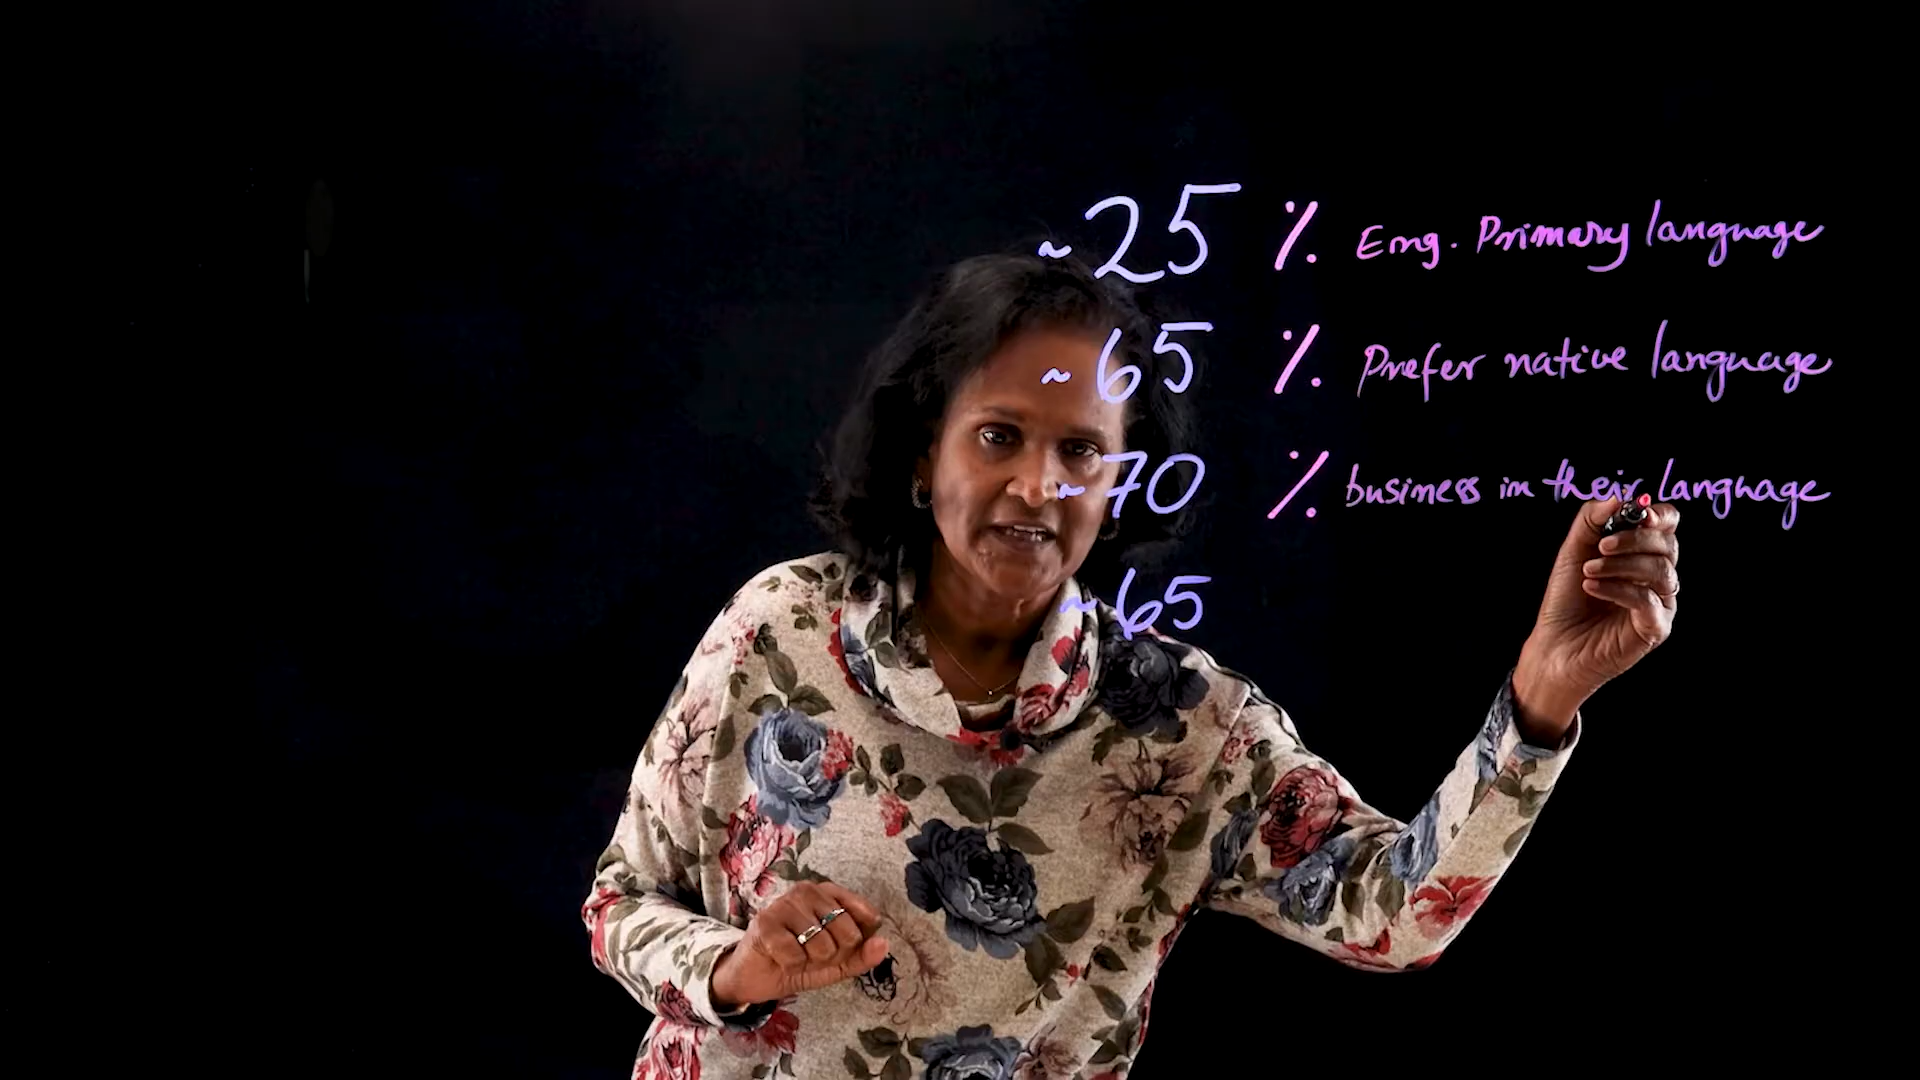 ~25 % Eng. Primary language
~65 % Prefer native language
~70 % business in their language
~65